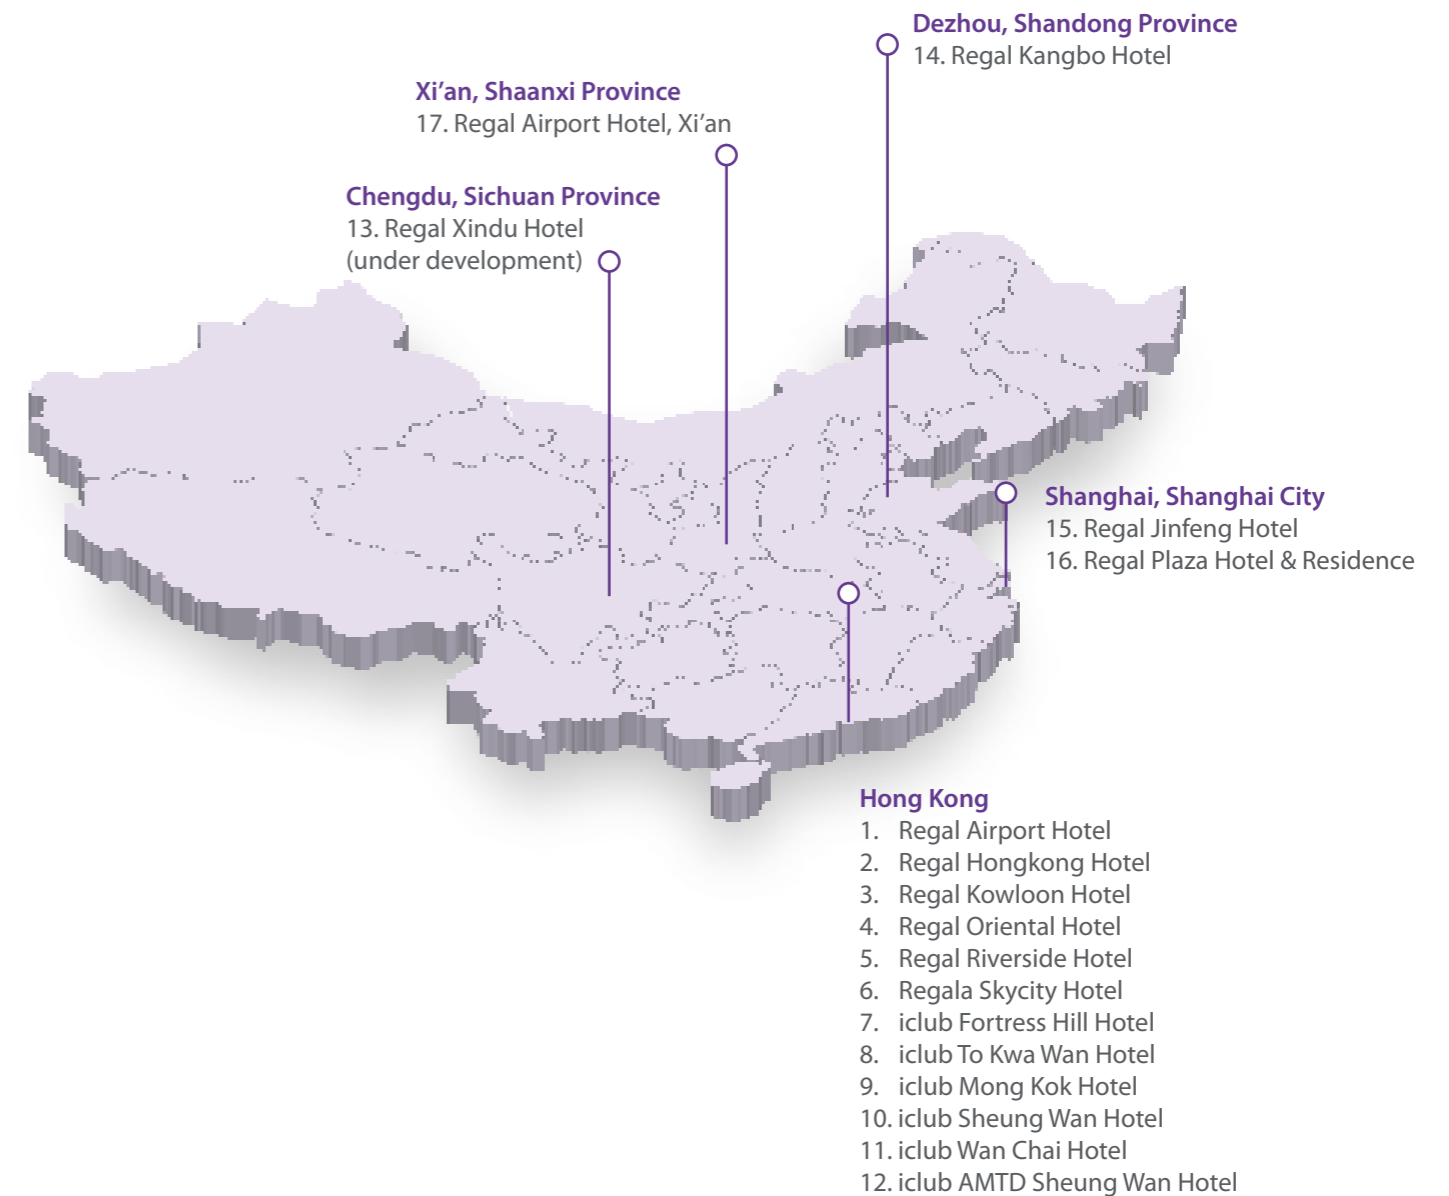 Dezhou, Shandong Province
14. Regal Kangbo Hotel
Xi’an, Shaanxi Province
17. Regal Airport Hotel, Xi’an
Chengdu, Sichuan Province
13. Regal Xindu Hotel
(under development)
Shanghai, Shanghai City
15. Regal Jinfeng Hotel
16. Regal Plaza Hotel & Residence
Hong Kong
1. Regal Airport Hotel
2. Regal Hongkong Hotel
3. Regal Kowloon Hotel
4. Regal Oriental Hotel
5. Regal Riverside Hotel
6. Regala Skycity Hotel
7. iclub Fortress Hill Hotel
8. iclub To Kwa Wan Hotel
9. iclub Mong Kok Hotel
10. iclub Sheung Wan Hotel
11. iclub Wan Chai Hotel
12. iclub AMTD Sheung Wan Hotel